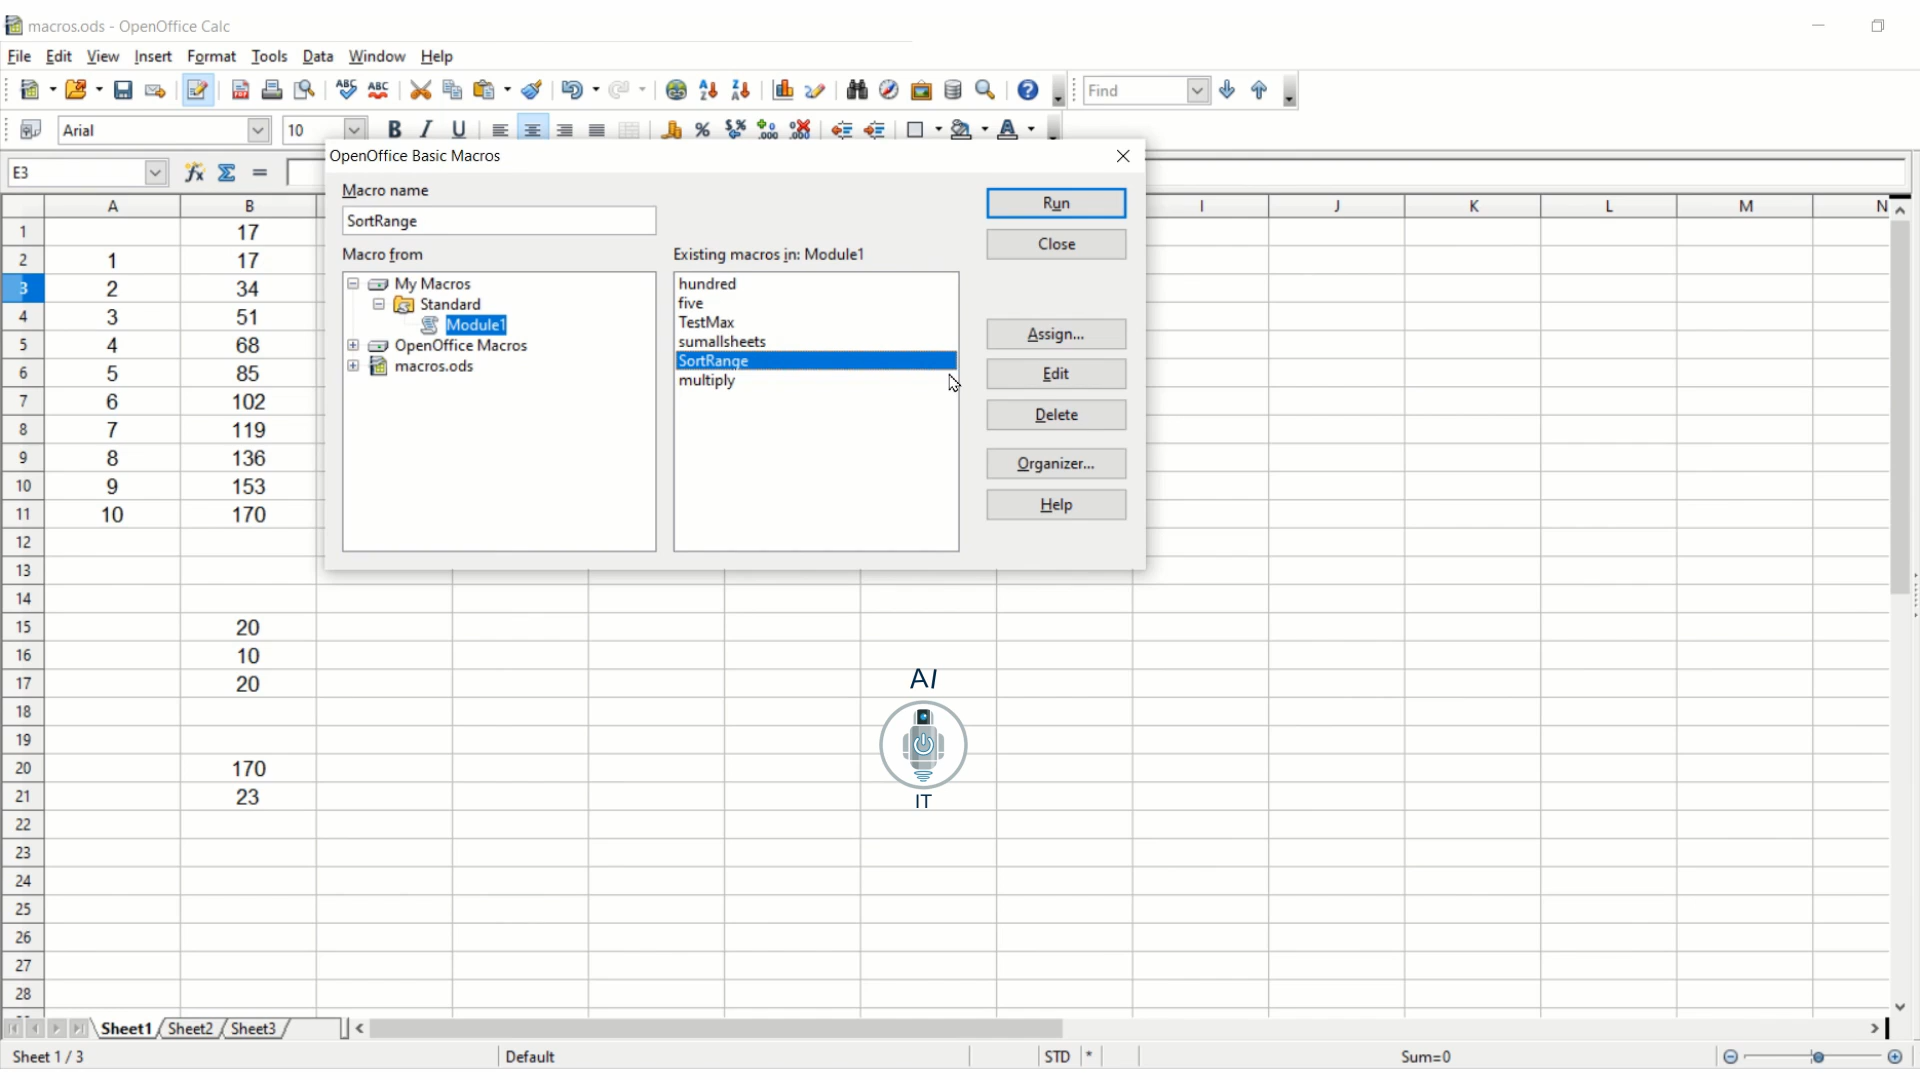 macros.ods - OpenOffice Calc
File Edit View Insert Format Tools Data Window Help
Find
Arial 10 B I U
E3
OpenOffice Basic Macros
Macro name
SortRange
Macro from
My Macros
Standard
Module1
OpenOffice Macros
macros.ods
Existing macros in: Module1
hundred
five
TestMax
sumallsheets
SortRange
multiply
Run
Close
Assign...
Edit
Delete
Organizer...
Help
A B I J K L M N
1 17
2 1 17
3 2 34
4 3 51
5 4 68
6 5 85
7 6 102
8 7 119
9 8 136
10 9 153
11 10 170
12
13
14
15 20
16 10
17 20
18
19
20 170
21 23
22
23
24
25
26
27
28
AI
IT
Sheet1 Sheet2 Sheet3
Sheet 1 / 3 Default STD * Sum=0